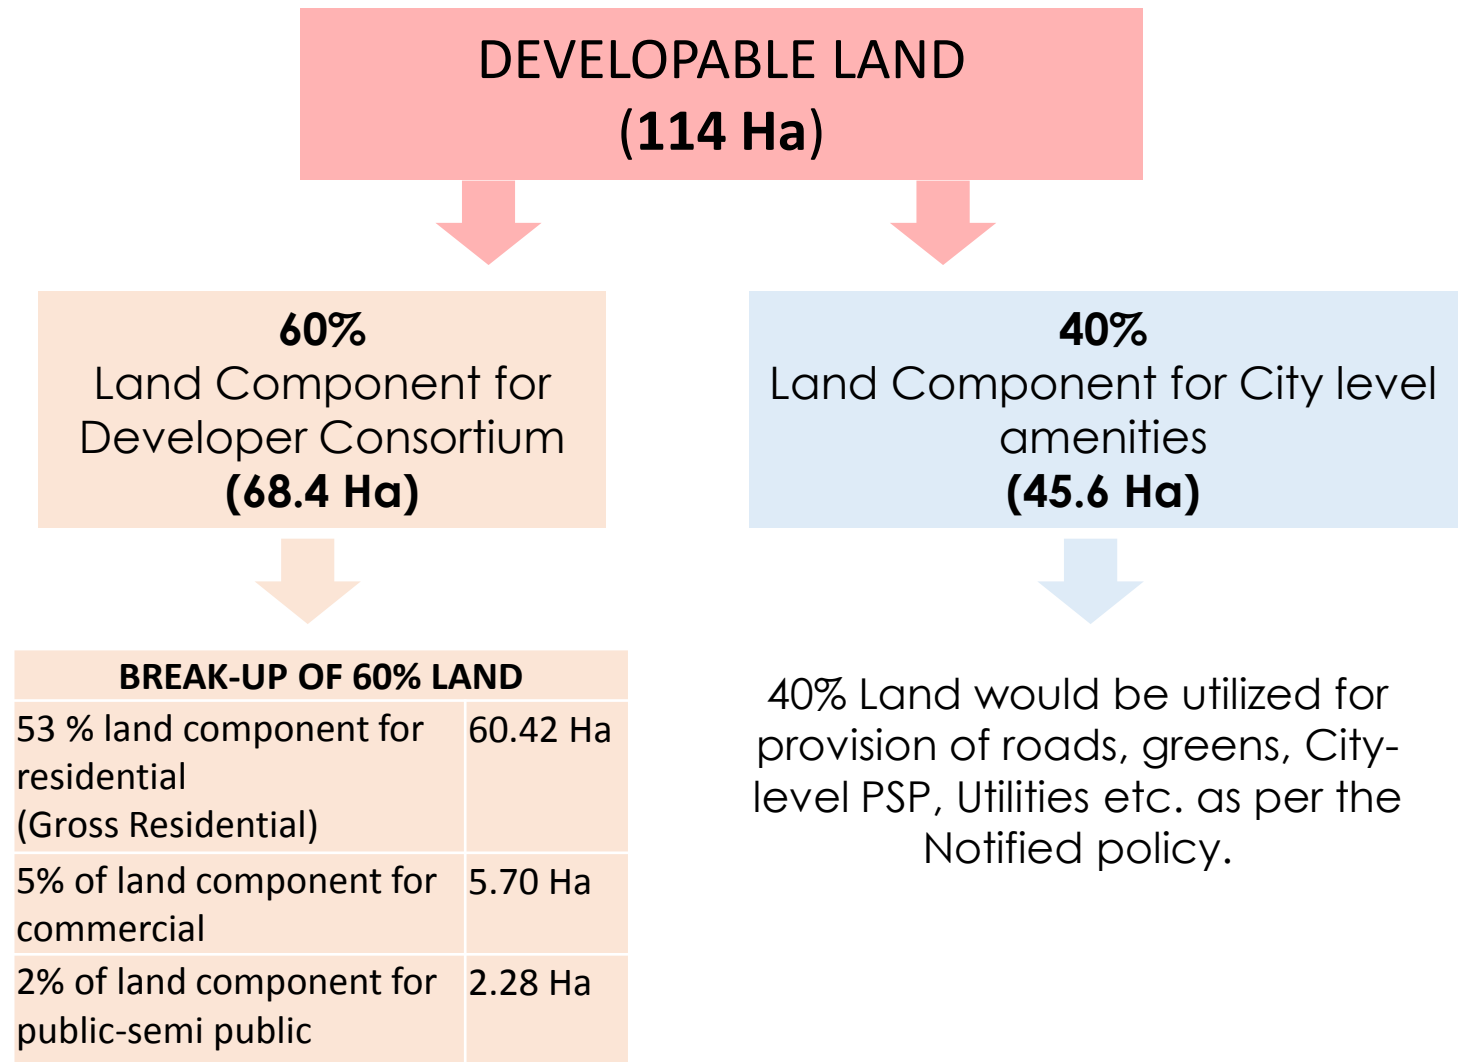 DEVELOPABLE LAND
(114 Ha)
60%
Land Component for
Developer Consortium
(68.4 Ha)
40%
Land Component for City level
amenities
(45.6 Ha)
BREAK-UP OF 60% LAND
53 % land component for
residential
(Gross Residential)
60.42 Ha
5% of land component for
commercial
5.70 Ha
2% of land component for
public-semi public
2.28 Ha
40% Land would be utilized for
provision of roads, greens, City-
level PSP, Utilities etc. as per the
Notified policy.